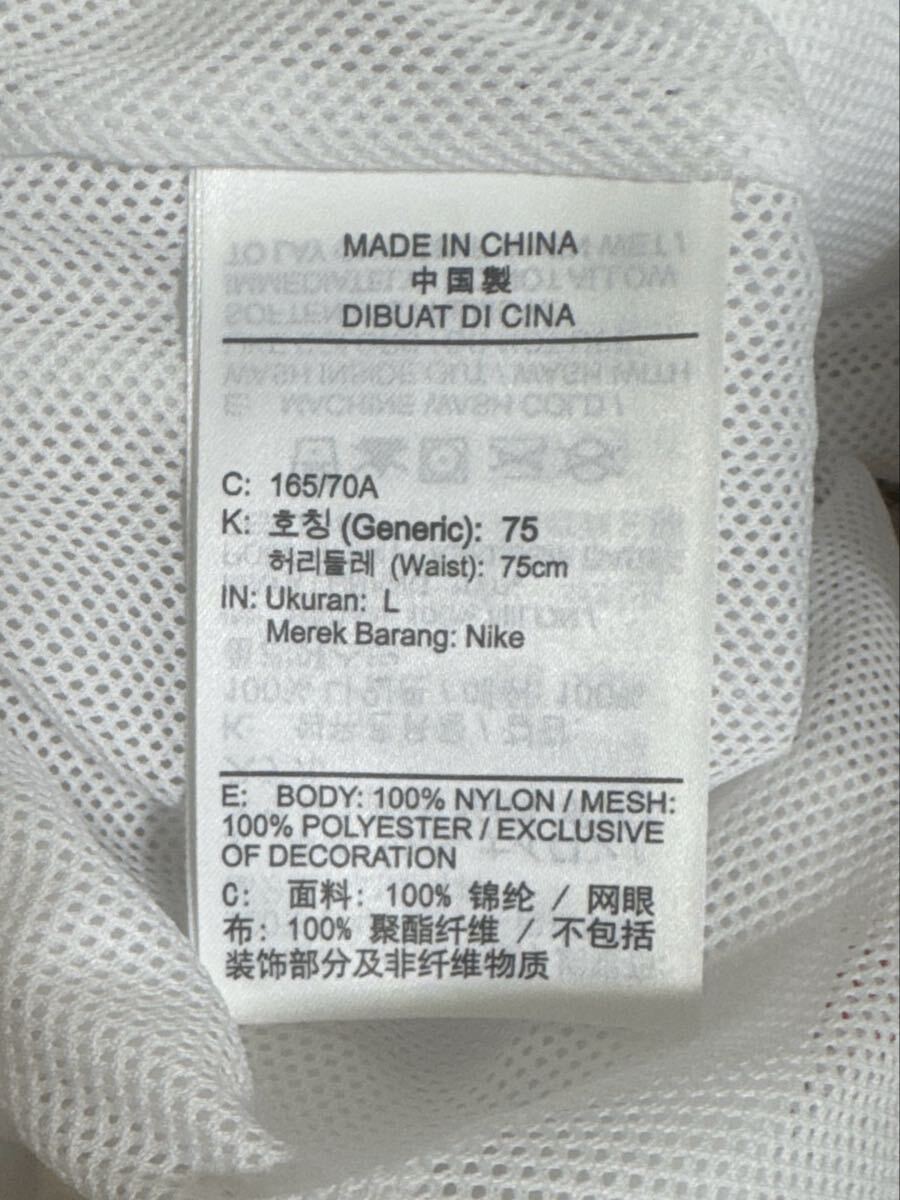 MADE IN CHINA
中国製
DIBUAT DI CINA
C: 165/70A
K: 호칭 (Generic): 75
허리둘레 (Waist): 75cm
IN: Ukuran: L
Merek Barang: Nike
E: BODY: 100% NYLON / MESH:
100% POLYESTER / EXCLUSIVE
OF DECORATION
C: 面料: 100% 锦纶 / 网眼
布: 100% 聚酯纤维 / 不包括
装饰部分及非纤维物质